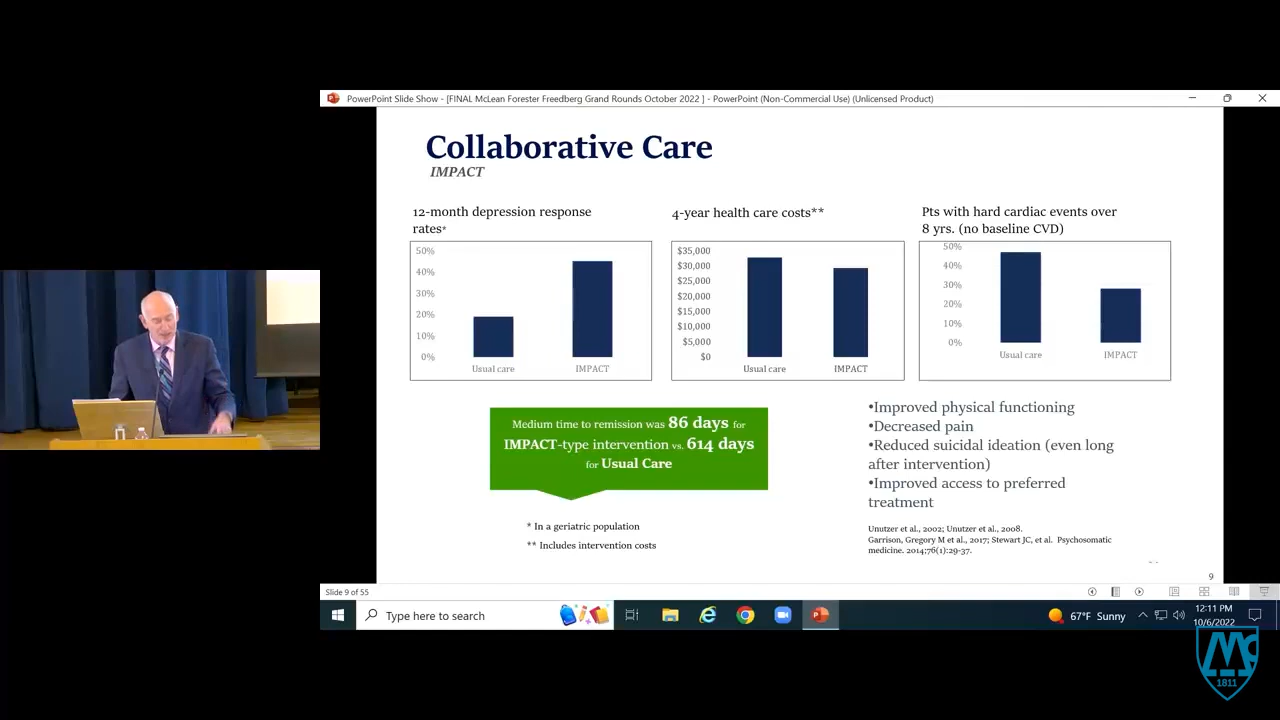 PowerPoint Slide Show - [FINAL McLean Forester Freedberg Grand Rounds October 2022 ] - PowerPoint (Non-Commercial Use) (Unlicensed Product)
Collaborative Care
IMPACT
12-month depression response
rates*
50%
40%
30%
20%
10%
0%
Usual care
IMPACT
4-year health care costs**
$35,000
$30,000
$25,000
$20,000
$15,000
$10,000
$5,000
$0
Usual care
IMPACT
Pts with hard cardiac events over
8 yrs. (no baseline CVD)
50%
40%
30%
20%
10%
0%
Usual care
IMPACT
Medium time to remission was 86 days for
IMPACT-type intervention vs. 614 days
for Usual Care
* In a geriatric population
** Includes intervention costs
•Improved physical functioning
•Decreased pain
•Reduced suicidal ideation (even long
after intervention)
•Improved access to preferred
treatment
Unutzer et al., 2002; Unutzer et al., 2008.
Garrison, Gregory M et al., 2017; Stewart JC, et al. Psychosomatic
medicine. 2014;76(1):29-37.
9
Slide 9 of 55
Type here to search
67°F Sunny
12:11 PM
10/6/2022
1811